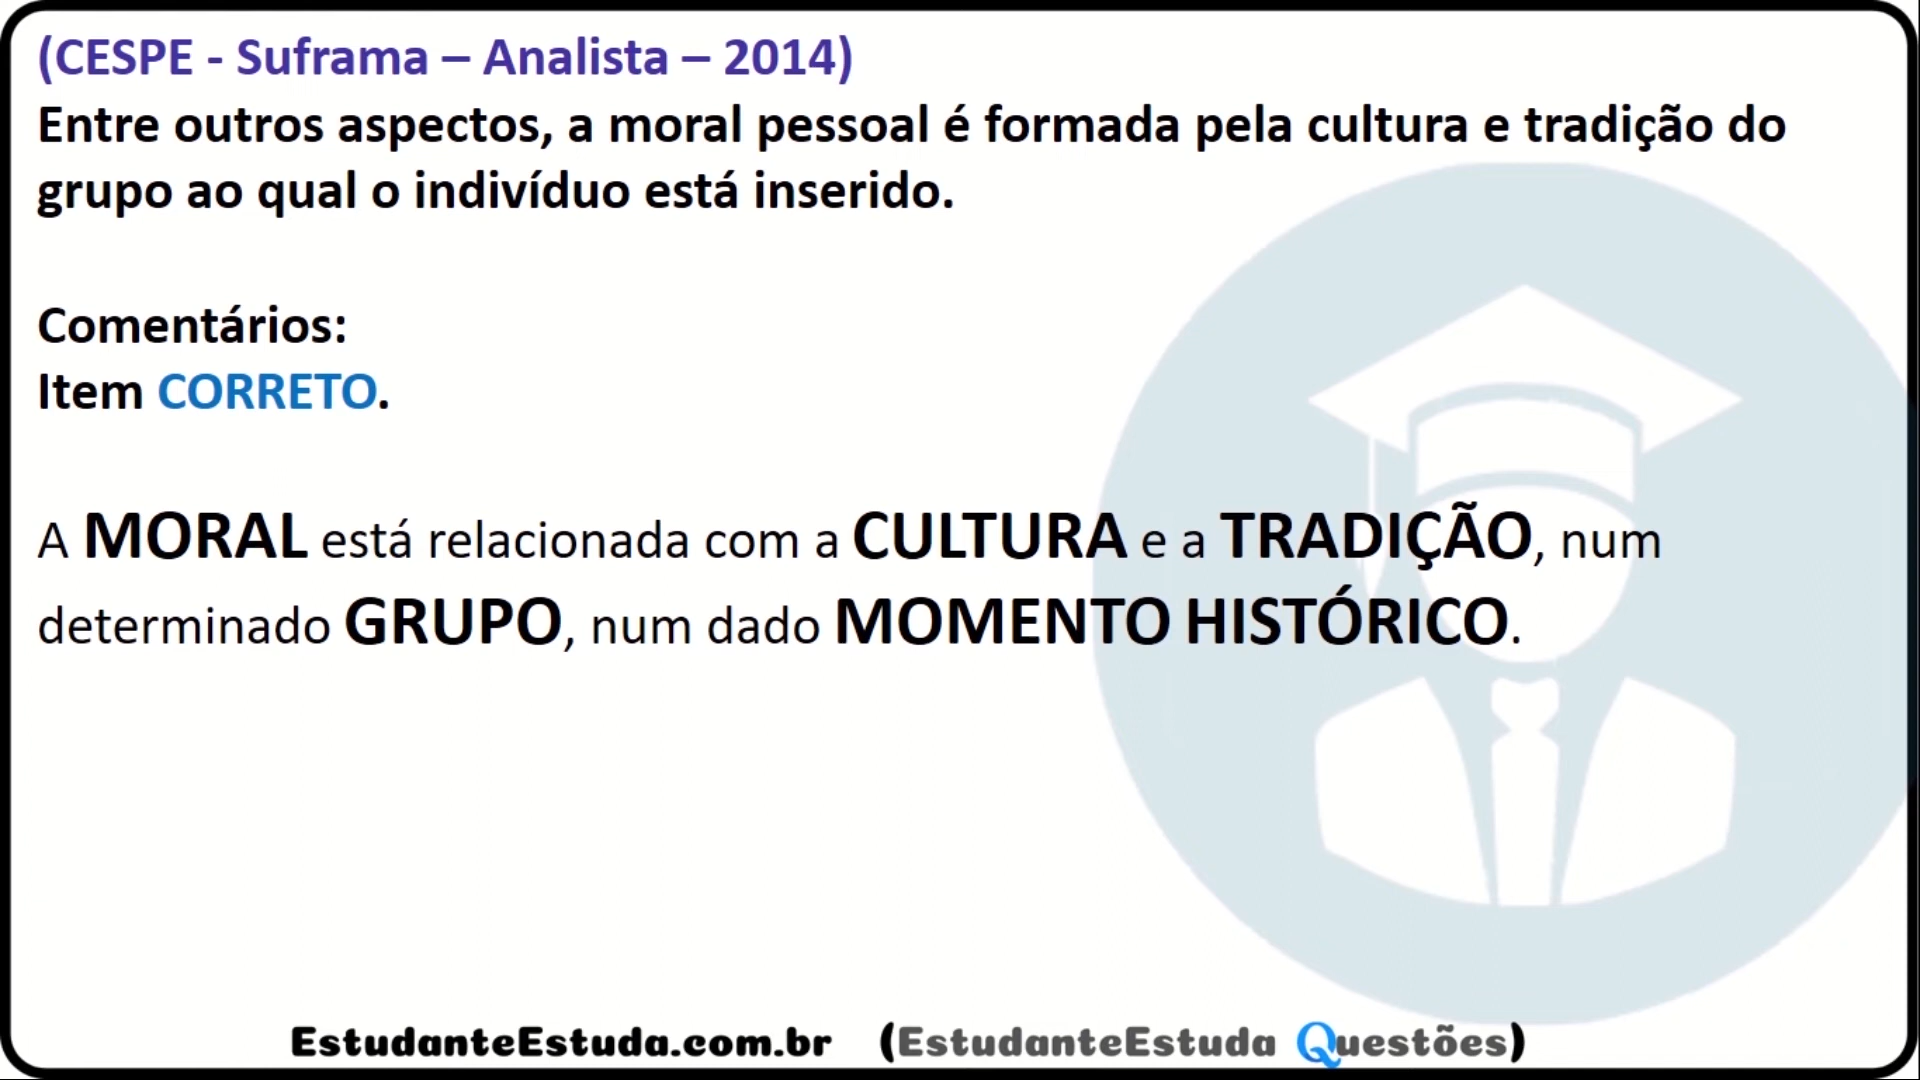 (CESPE - Suframa – Analista – 2014)
Entre outros aspectos, a moral pessoal é formada pela cultura e tradição do
grupo ao qual o indivíduo está inserido.
Comentários:
Item CORRETO.
A MORAL está relacionada com a CULTURA e a TRADIÇÃO, num
determinado GRUPO, num dado MOMENTO HISTÓRICO.
EstudanteEstuda.com.br (EstudanteEstuda Questões)